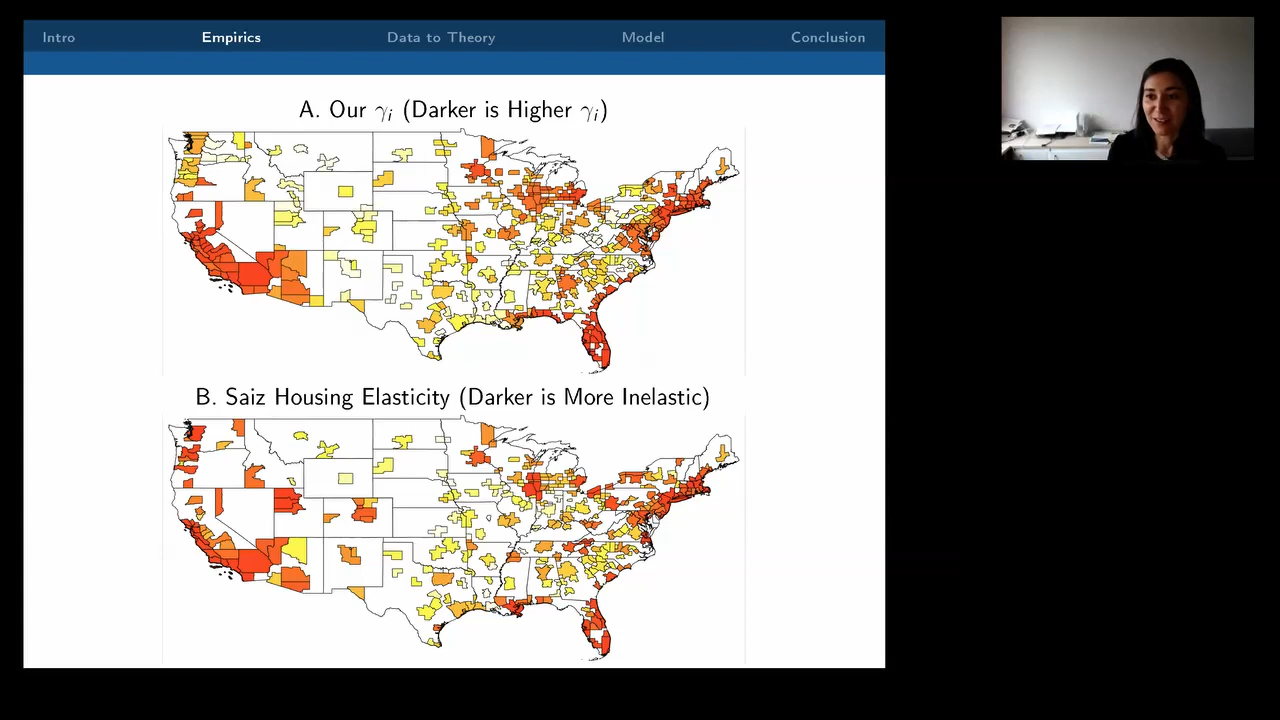 Intro Empirics Data to Theory Model Conclusion
A. Our γi (Darker is Higher γi)
B. Saiz Housing Elasticity (Darker is More Inelastic)